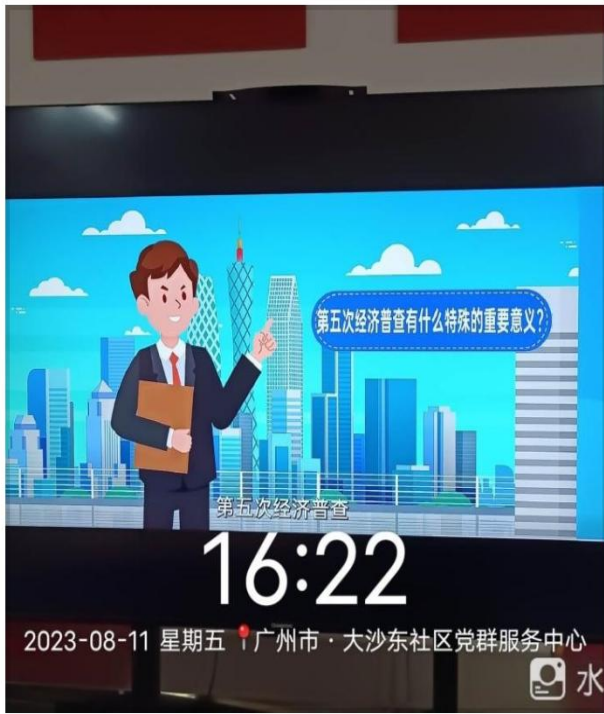 第五次经济普查有什么特殊的重要意义?
第五次经济普查
16:22
2023-08-11 星期五 广州市·大沙东社区党群服务中心
水